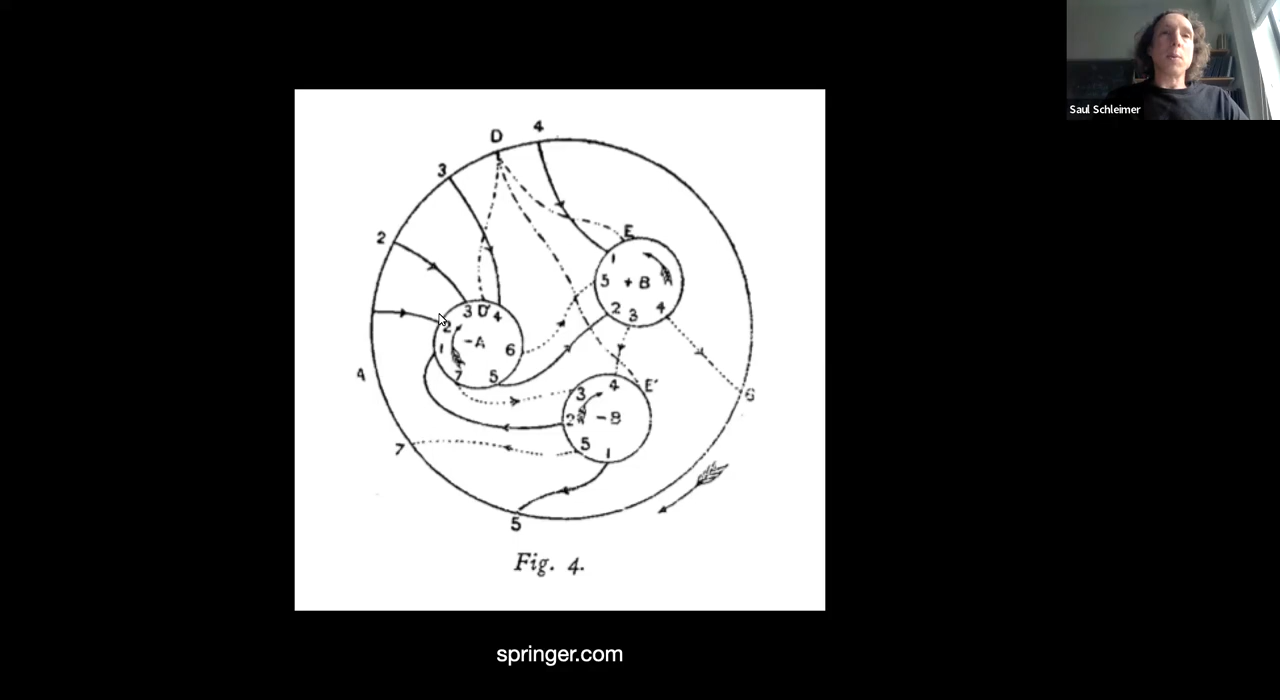 Saul Schleimer
D 4
3
2
E
1
5 + B
2 3 4
3 D' 4
2
1 - A 6
7 5
A
4 E'
3
2 - B
5
1
6
7
5
Fig. 4.
springer.com